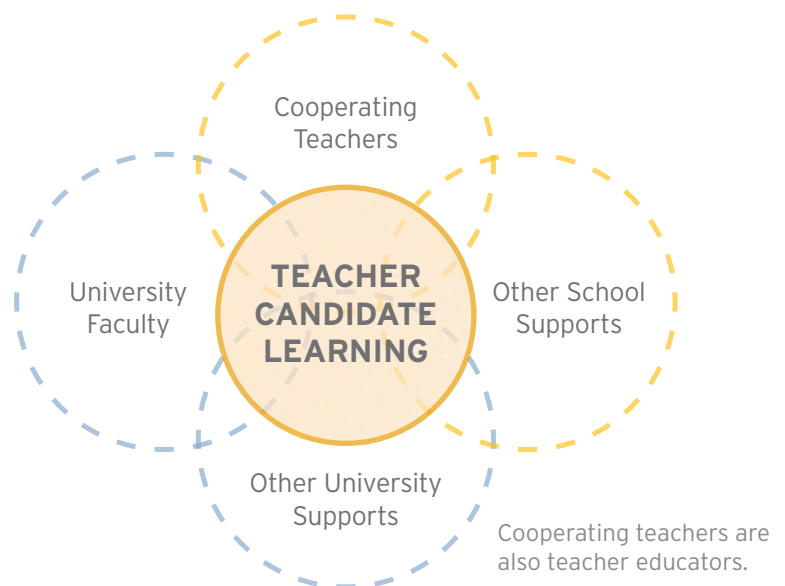 Cooperating
Teachers
University
Faculty
TEACHER
CANDIDATE
LEARNING
Other School
Supports
Other University
Supports
Cooperating teachers are
also teacher educators.